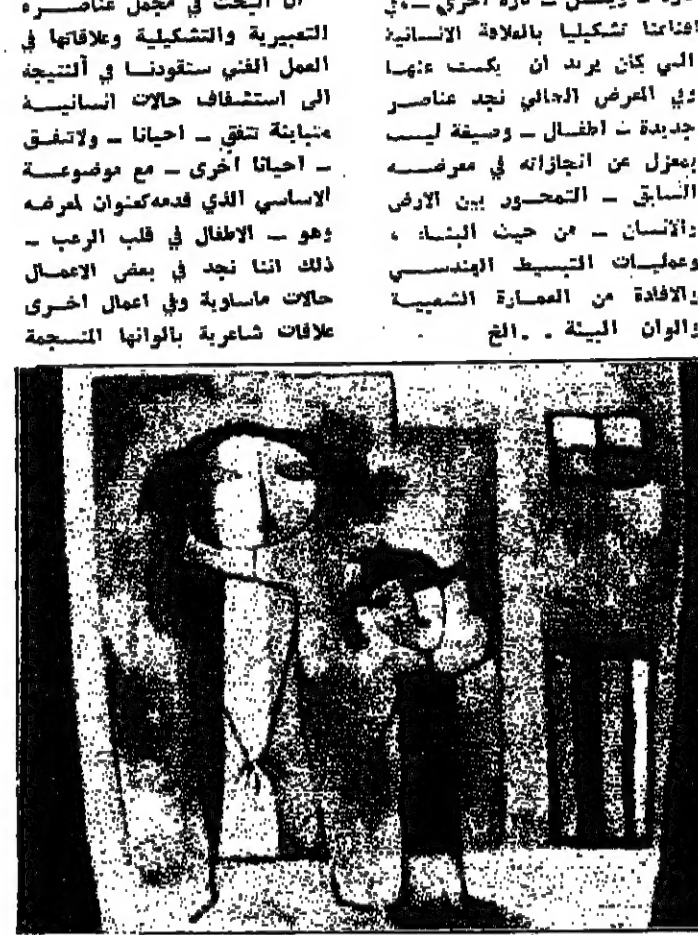 اقناعنا تشكيليا بالعلاقة الانسانية
التي كان يريد ان يكشف عنها
وفي المعرض الحالي نجد عناصر
جديدة ـ اطفال ـ وصيفة ليست
بمعزل عن انجازاته في معرضه
السابق ـ التمحور بين الارض
والانسان ـ من حيث البناء ،
وعمليات التبسيط الهندسي
والافادة من العمارة الشعبية
والوان البيئة . . الخ
ان البحث في مجمل عناصره
التعبيرية والتشكيلية وعلاقاتها في
العمل الفني ستقودنا في النتيجة
الى استشفاف حالات انسانية
متباينة تتفق ـ احيانا ـ ولاتتفق
ـ احيانا اخرى ـ مع موضوعة
الاساسي الذي قدمه كعنوان لمعرضه
وهو ـ الاطفال في قلب الرعب ـ
ذلك اننا نجد في بعض الاعمال
حالات ماساوية وفي اعمال اخرى
علاقات شاعرية بالوانها المنسجمة